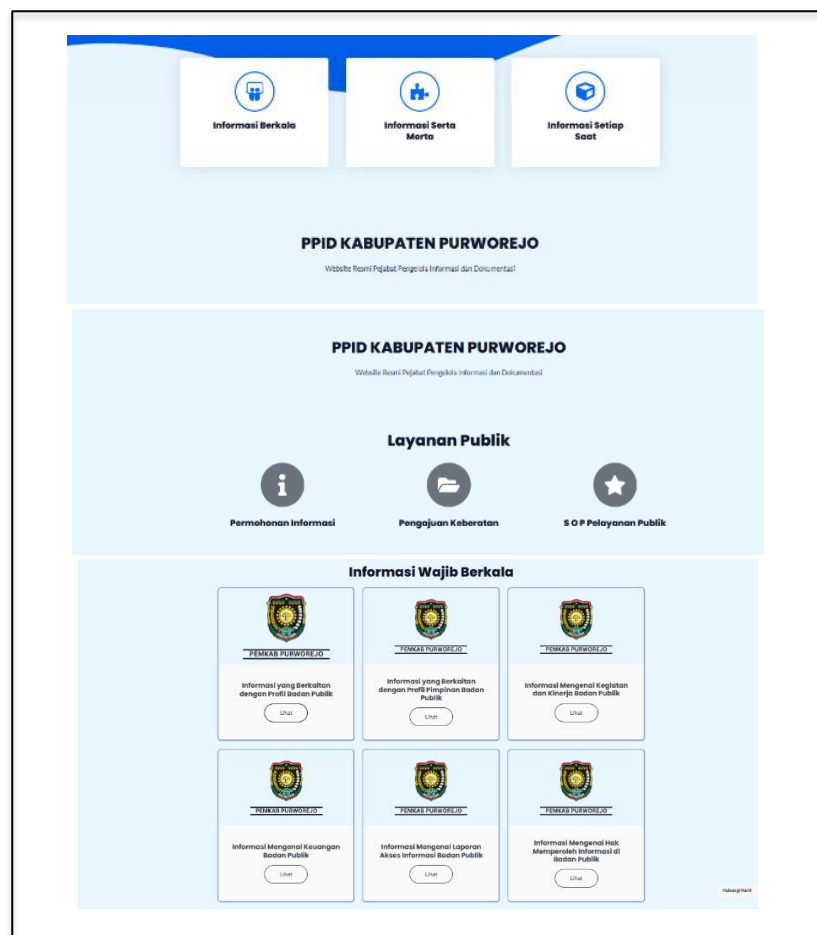 Informasi Berkala
Informasi Serta
Merta
Informasi Setiap
Saat
PPID KABUPATEN PURWOREJO
Website Resmi Pejabat Pengelola Informasi dan Dokumentasi
PPID KABUPATEN PURWOREJO
Website Resmi Pejabat Pengelola Informasi dan Dokumentasi
Layanan Publik
Permohonan Informasi
Pengajuan Keberatan
S O P Pelayanan Publik
Informasi Wajib Berkala
PEMKAB PURWOREJO
Informasi yang Berkaitan
dengan Profil Badan Publik
Lihat
PEMKAB PURWOREJO
Informasi yang Berkaitan
dengan Profil Pimpinan Badan
Publik
Lihat
PEMKAB PURWOREJO
Informasi Mengenai Kegiatan
dan Kinerja Badan Publik
Lihat
PEMKAB PURWOREJO
Informasi Mengenai Keuangan
Badan Publik
Lihat
PEMKAB PURWOREJO
Informasi Mengenai Laporan
Akses Informasi Badan Publik
Lihat
PEMKAB PURWOREJO
Informasi Mengenai Hak
Memperoleh Informasi di
Badan Publik
Lihat
Hubungi Kami